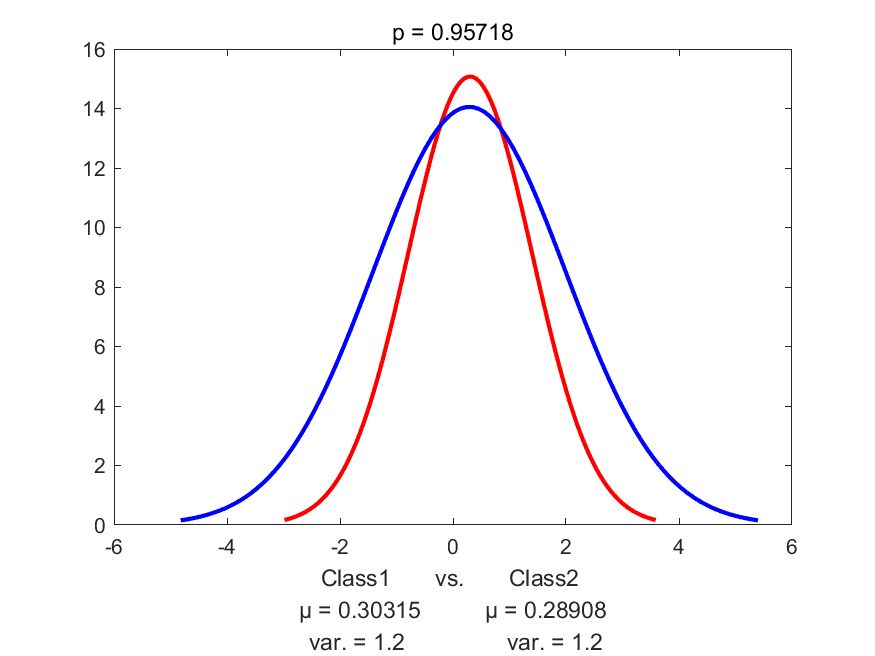 p = 0.95718
16
14
12
10
8
6
4
2
0
-6 -4 -2 0 2 4 6
Class1 vs. Class2
μ = 0.30315 μ = 0.28908
var. = 1.2 var. = 1.2